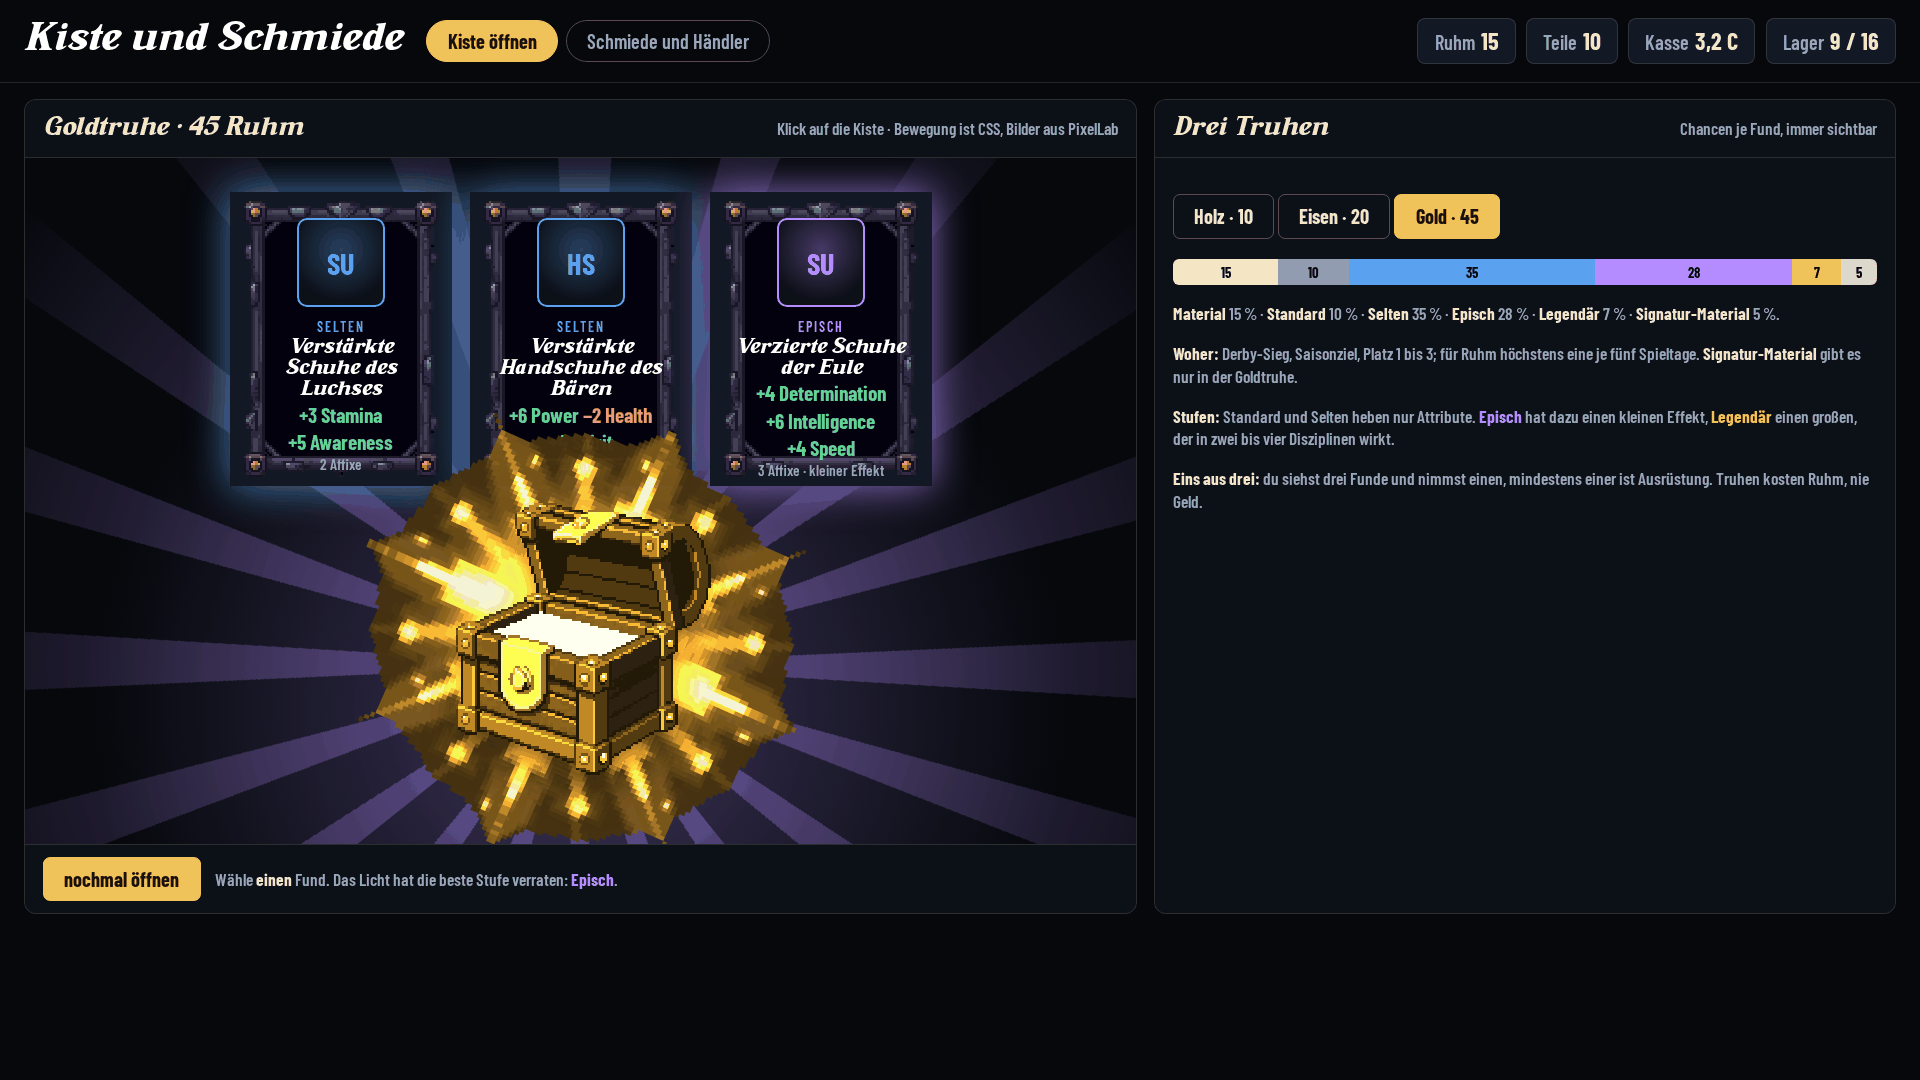 Kiste und Schmiede
Kiste öffnen
Schmiede und Händler
Ruhm 15
Teile 10
Kasse 3,2 C
Lager 9 / 16
Goldtruhe · 45 Ruhm
Klick auf die Kiste · Bewegung ist CSS, Bilder aus PixelLab
SU
SELTEN
Verstärkte
Schuhe des
Luchses
+3 Stamina
+5 Awareness
2 Affixe
HS
SELTEN
Verstärkte
Handschuhe des
Bären
+6 Power −2 Health
SU
EPISCH
Verzierte Schuhe
der Eule
+4 Determination
+6 Intelligence
+4 Speed
3 Affixe · kleiner Effekt
nochmal öffnen
Wähle einen Fund. Das Licht hat die beste Stufe verraten: Episch.
Drei Truhen
Chancen je Fund, immer sichtbar
Holz · 10
Eisen · 20
Gold · 45
15 10 35 28 7 5
Material 15 % · Standard 10 % · Selten 35 % · Episch 28 % · Legendär 7 % · Signatur-Material 5 %.
Woher: Derby-Sieg, Saisonziel, Platz 1 bis 3; für Ruhm höchstens eine je fünf Spieltage. Signatur-Material gibt es
nur in der Goldtruhe.
Stufen: Standard und Selten heben nur Attribute. Episch hat dazu einen kleinen Effekt, Legendär einen großen,
der in zwei bis vier Disziplinen wirkt.
Eins aus drei: du siehst drei Funde und nimmst einen, mindestens einer ist Ausrüstung. Truhen kosten Ruhm, nie
Geld.